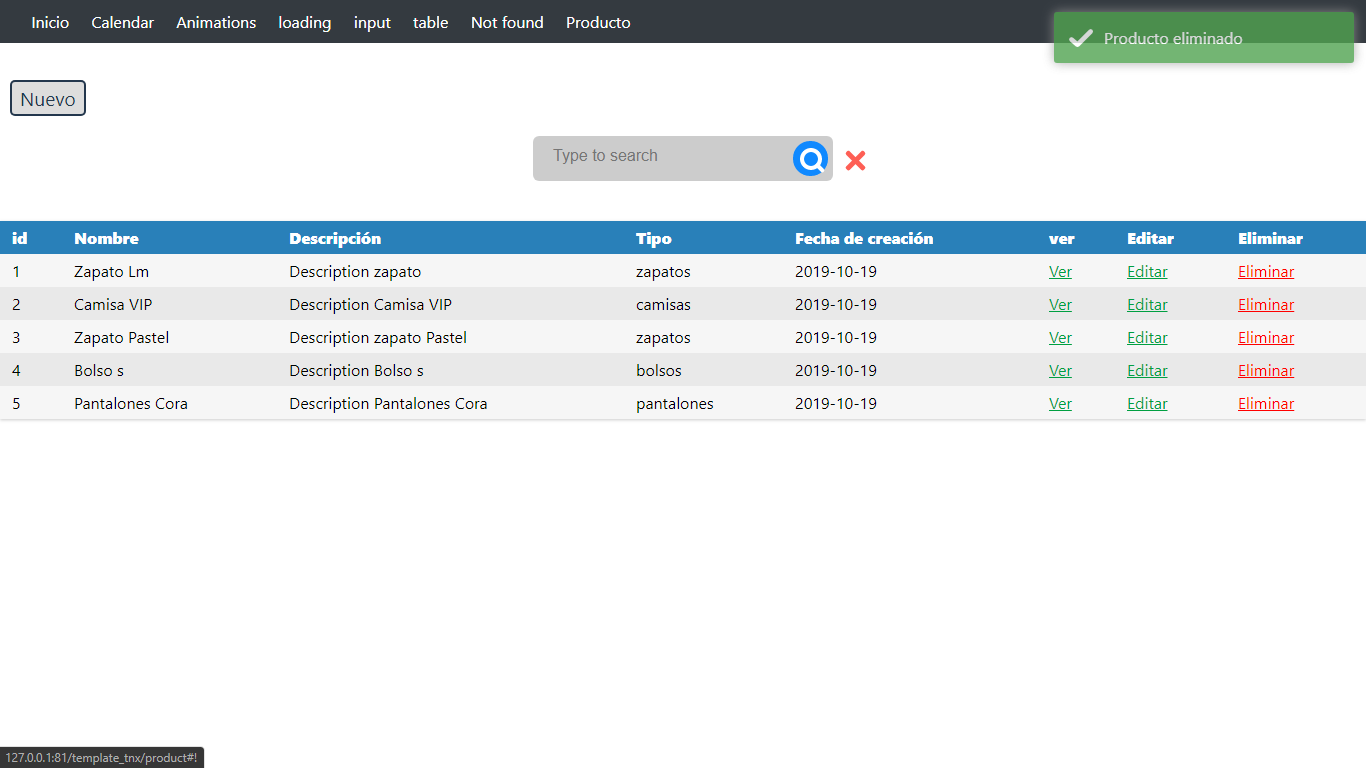 Inicio Calendar Animations loading input table Not found Producto
Producto eliminado
Nuevo
Type to search
id Nombre Descripción Tipo Fecha de creación ver Editar Eliminar
1 Zapato Lm Description zapato zapatos 2019-10-19 Ver Editar Eliminar
2 Camisa VIP Description Camisa VIP camisas 2019-10-19 Ver Editar Eliminar
3 Zapato Pastel Description zapato Pastel zapatos 2019-10-19 Ver Editar Eliminar
4 Bolso s Description Bolso s bolsos 2019-10-19 Ver Editar Eliminar
5 Pantalones Cora Description Pantalones Cora pantalones 2019-10-19 Ver Editar Eliminar
127.0.0.1:81/template_tnx/product#!